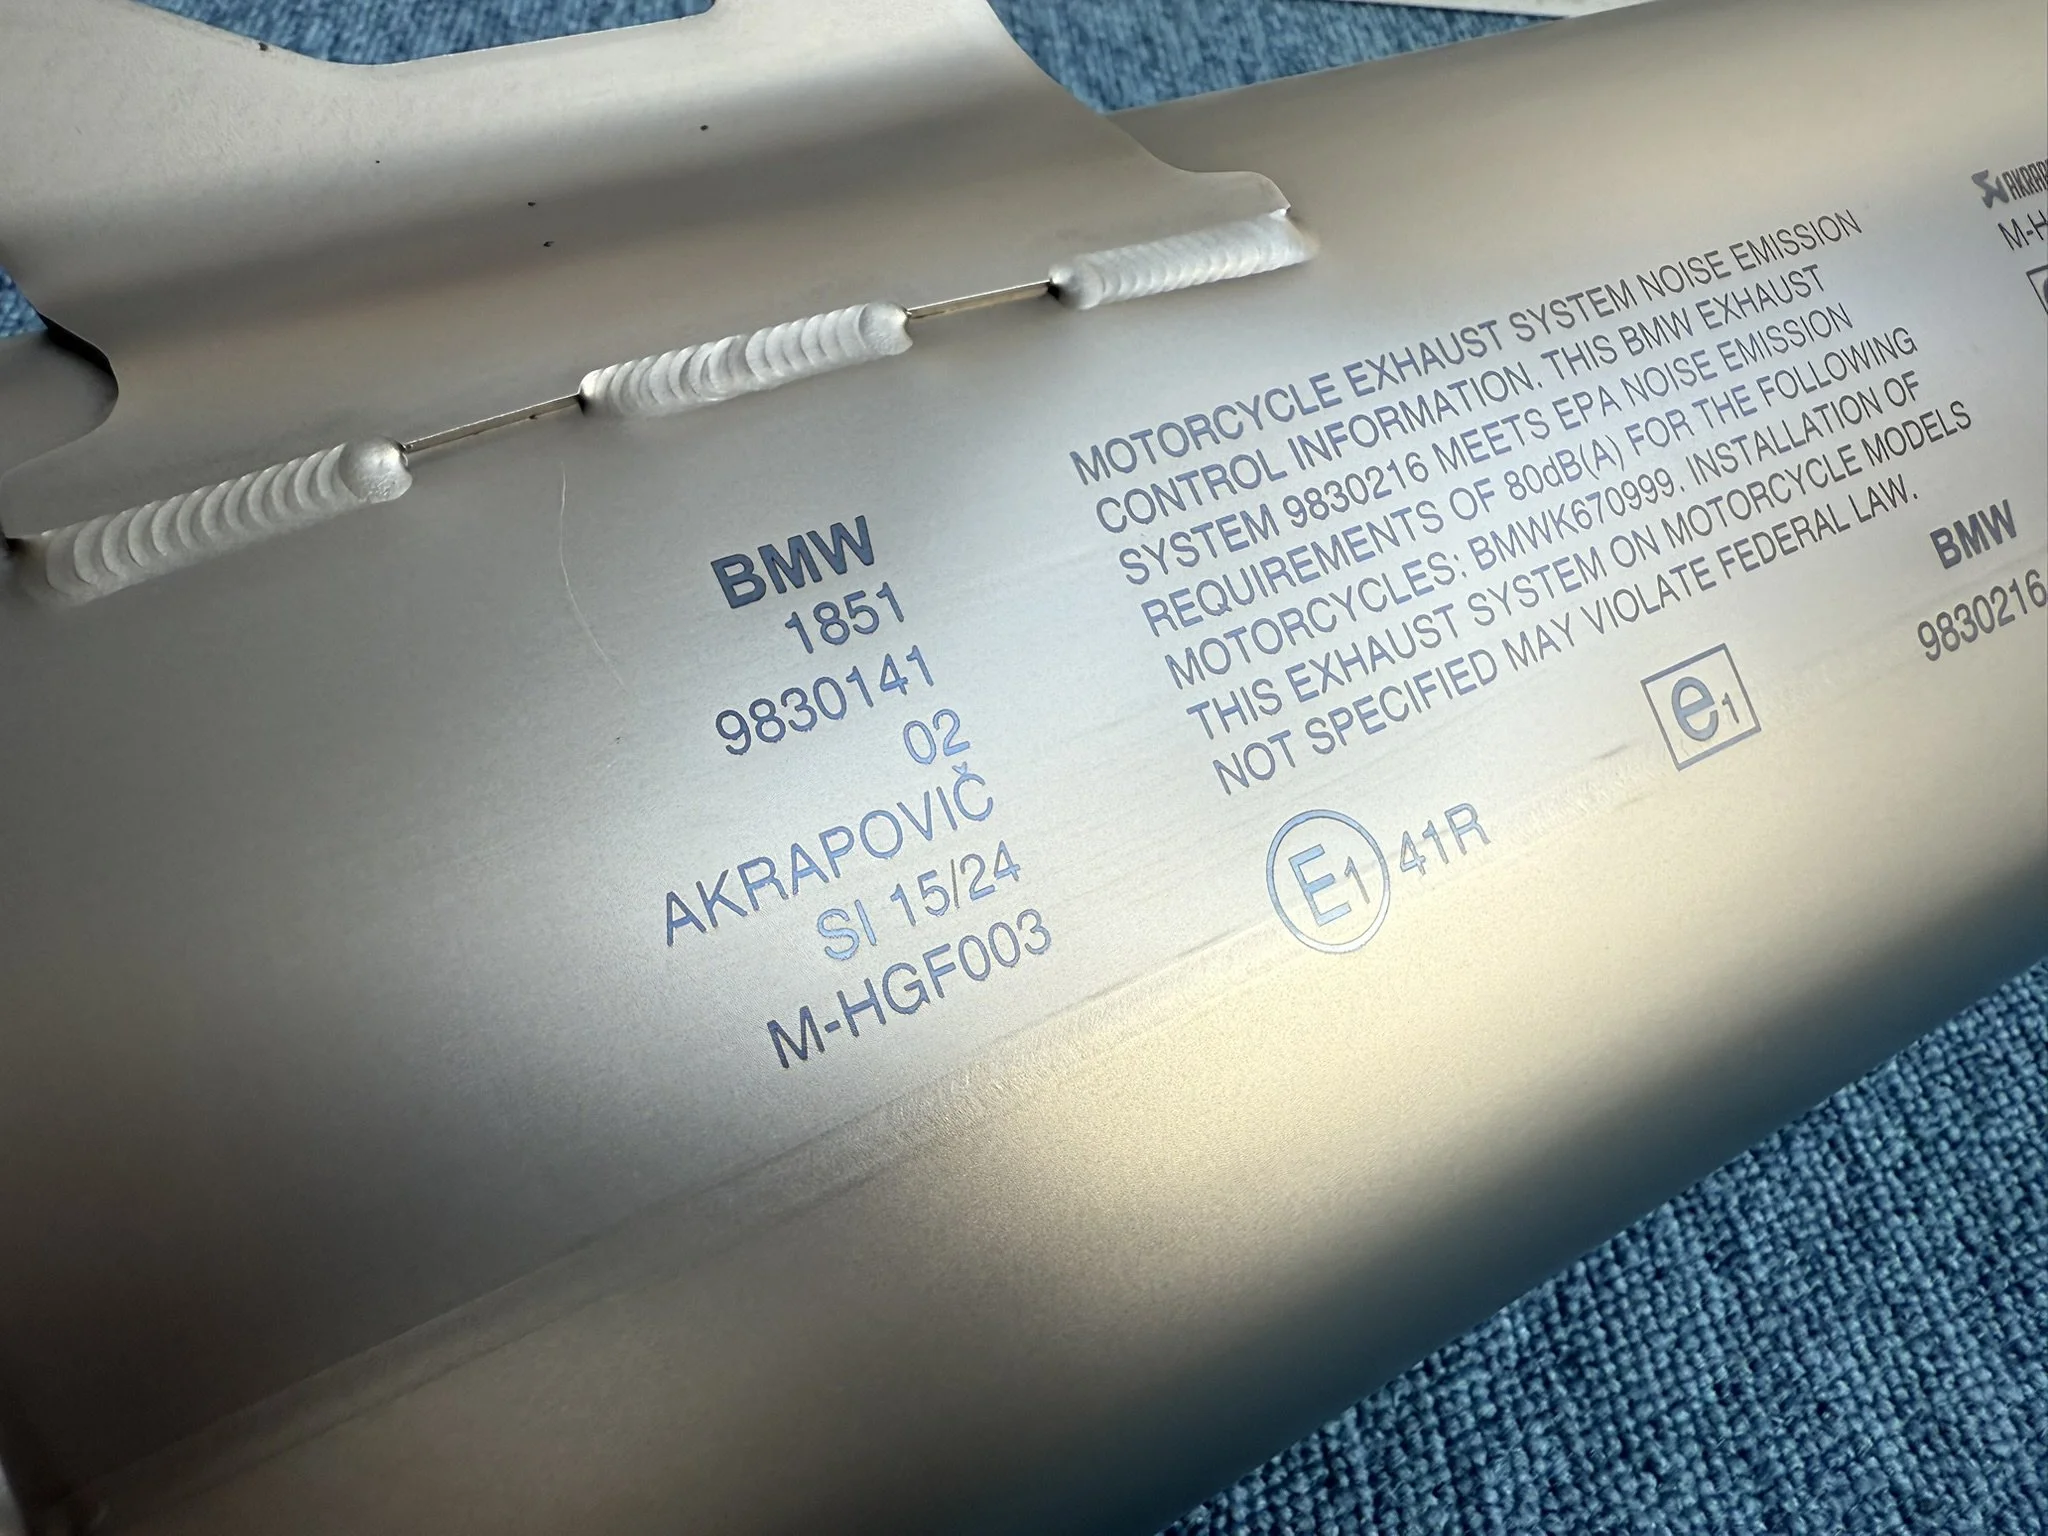 BMW
1851
9830141
02
AKRAPOVIČ
SI 15/24
M-HGF003
MOTORCYCLE EXHAUST SYSTEM NOISE EMISSION
CONTROL INFORMATION. THIS BMW EXHAUST
SYSTEM 9830216 MEETS EPA NOISE EMISSION
REQUIREMENTS OF 80dB(A) FOR THE FOLLOWING
MOTORCYCLES: BMWK670999. INSTALLATION OF
THIS EXHAUST SYSTEM ON MOTORCYCLE MODELS
NOT SPECIFIED MAY VIOLATE FEDERAL LAW.
E1 41R
e1
BMW
9830216